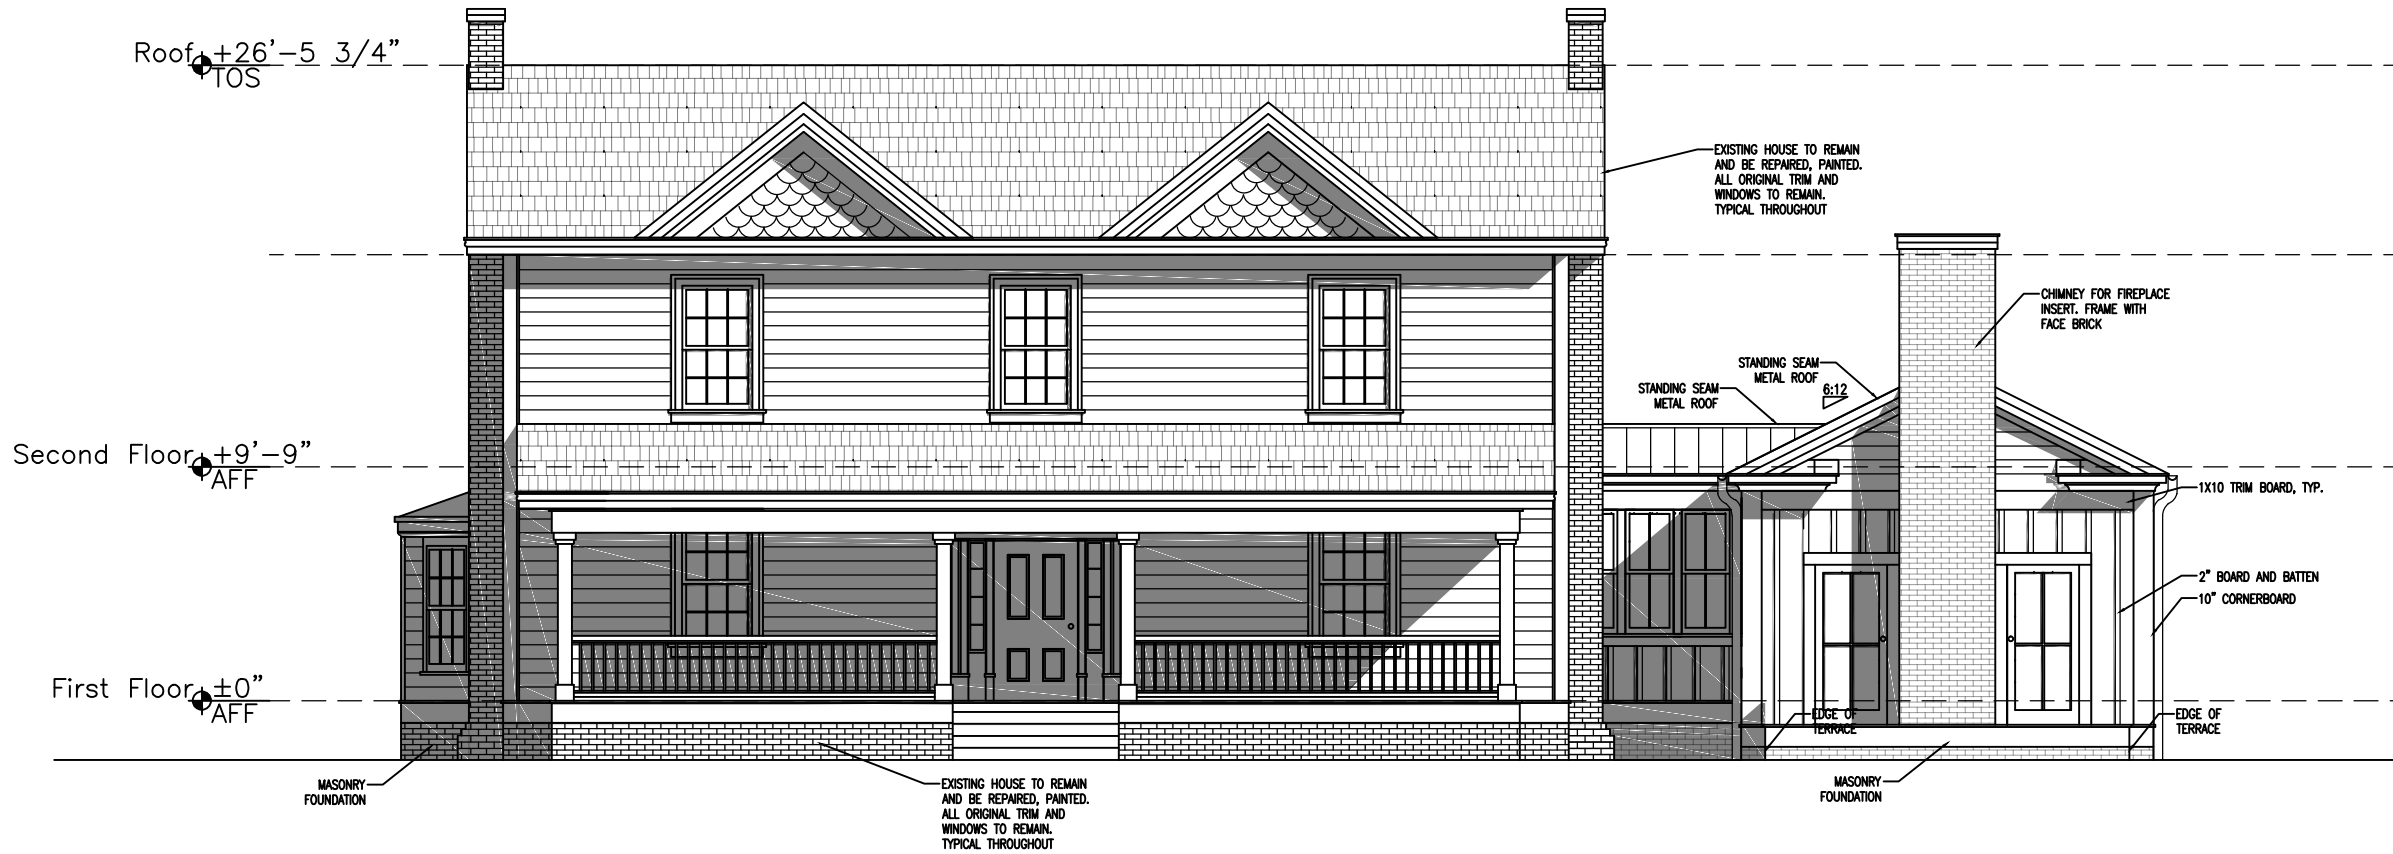 Roof +26'-5 3/4"
TOS
EXISTING HOUSE TO REMAIN
AND BE REPAIRED, PAINTED.
ALL ORIGINAL TRIM AND
WINDOWS TO REMAIN.
TYPICAL THROUGHOUT
CHIMNEY FOR FIREPLACE
INSERT. FRAME WITH
FACE BRICK
STANDING SEAM
METAL ROOF
6:12
STANDING SEAM
METAL ROOF
Second Floor +9'-9"
AFF
1X10 TRIM BOARD, TYP.
2" BOARD AND BATTEN
10" CORNERBOARD
First Floor ±0"
AFF
EDGE OF
TERRACE
EDGE OF
TERRACE
MASONRY
FOUNDATION
EXISTING HOUSE TO REMAIN
AND BE REPAIRED, PAINTED.
ALL ORIGINAL TRIM AND
WINDOWS TO REMAIN.
TYPICAL THROUGHOUT
MASONRY
FOUNDATION